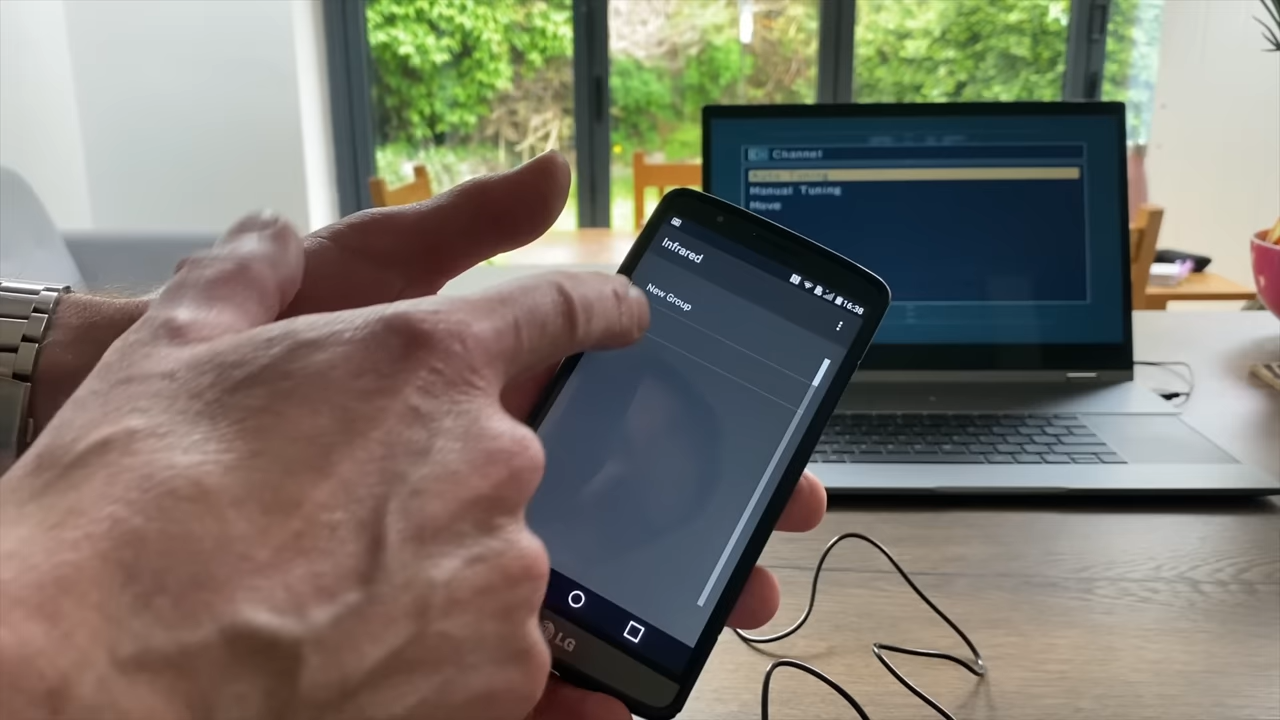 Channel
Auto Tuning
Manual Tuning
Move
Infrared
16:38
New Group
LG